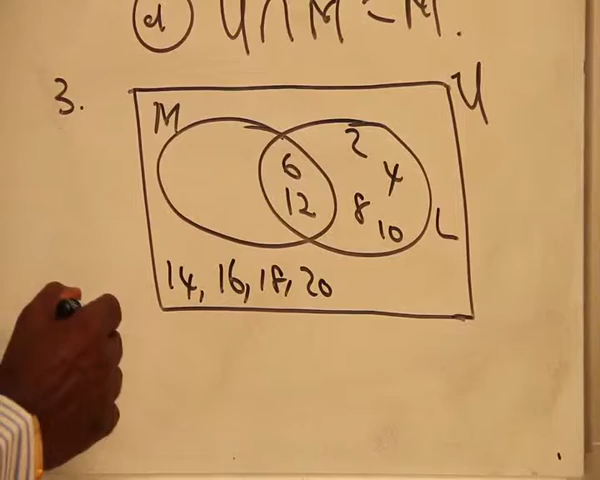 d U ∩ M = M.
3. U
M
6 2
4
12 8
10 L
14, 16, 18, 20